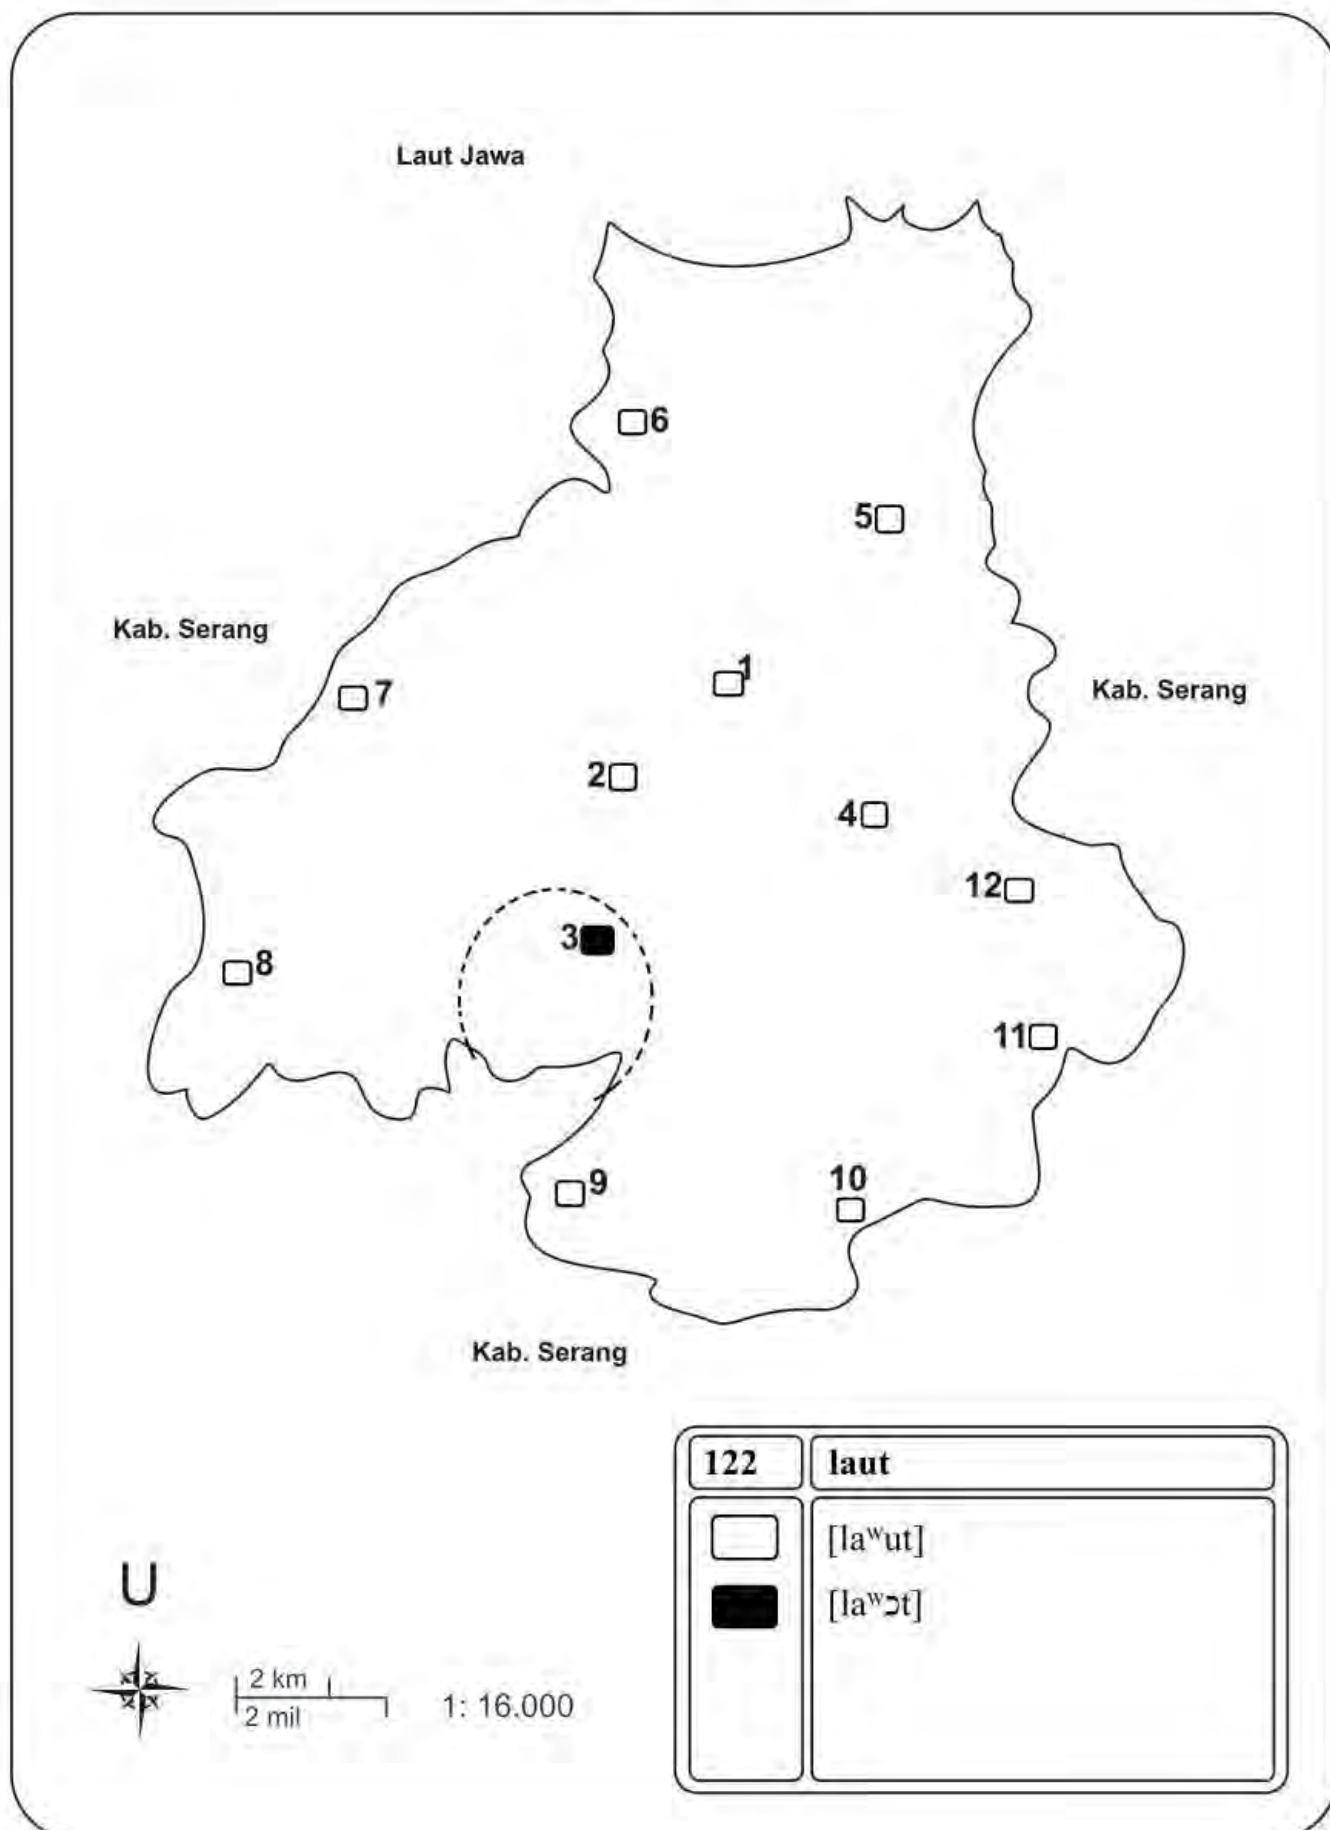 Laut Jawa
6
5
Kab. Serang
1
7
Kab. Serang
2
4
12
3
8
11
10
9
Kab. Serang
122 laut
[laʷut]
[laʷɔt]
U
2 km
2 mil
1: 16.000